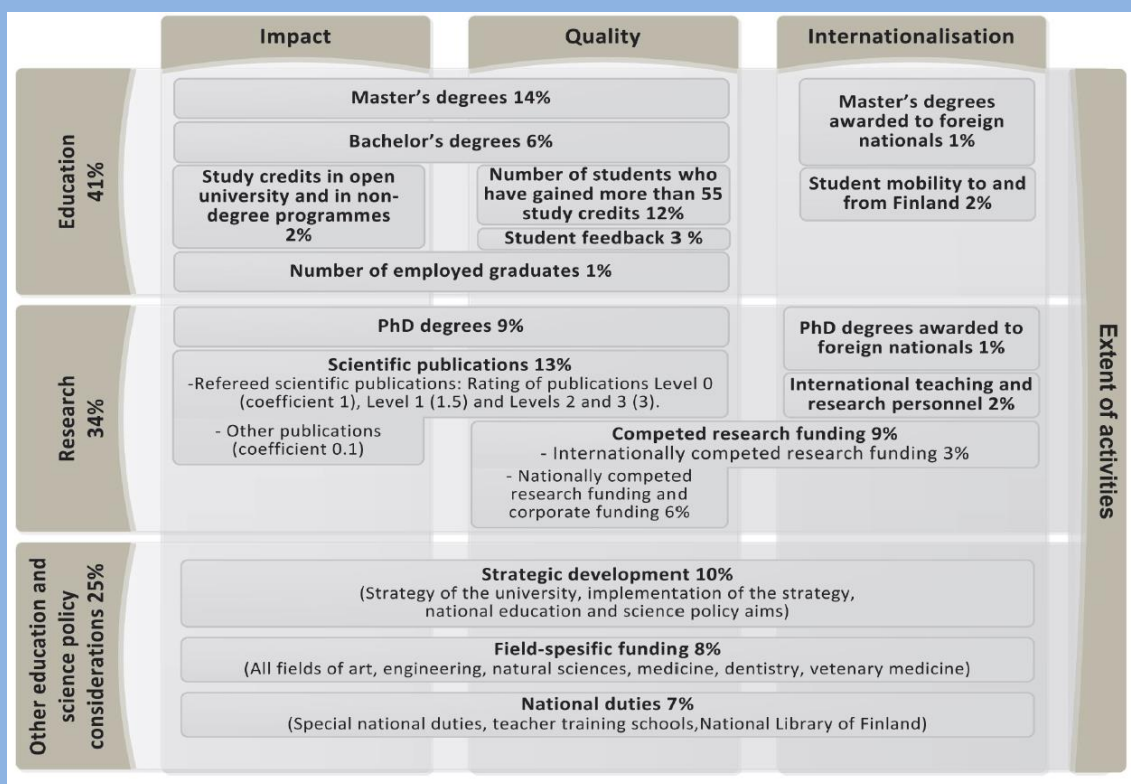 Impact
Quality
Internationalisation
Education
41%
Master's degrees 14%
Bachelor's degrees 6%
Study credits in open
university and in non-
degree programmes
2%
Number of students who
have gained more than 55
study credits 12%
Student feedback 3 %
Number of employed graduates 1%
Master's degrees
awarded to foreign
nationals 1%
Student mobility to and
from Finland 2%
Research
34%
PhD degrees 9%
Scientific publications 13%
-Refereed scientific publications: Rating of publications Level 0
(coefficient 1), Level 1 (1.5) and Levels 2 and 3 (3).
- Other publications
(coefficient 0.1)
PhD degrees awarded to
foreign nationals 1%
International teaching and
research personnel 2%
Competed research funding 9%
- Internationally competed research funding 3%
- Nationally competed
research funding and
corporate funding 6%
Other education and
science policy
considerations 25%
Strategic development 10%
(Strategy of the university, implementation of the strategy,
national education and science policy aims)
Field-spesific funding 8%
(All fields of art, engineering, natural sciences, medicine, dentistry, vetenary medicine)
National duties 7%
(Special national duties, teacher training schools,National Library of Finland)
Extent of activities